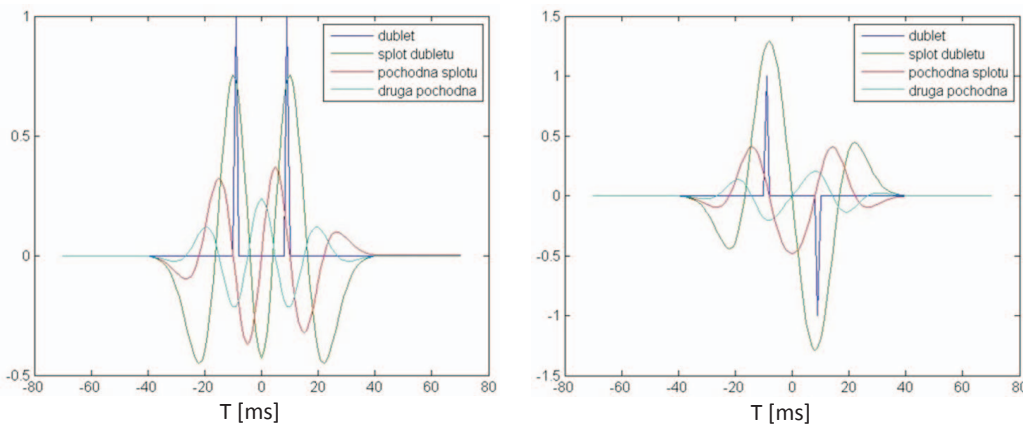 1
0.5
0
-0.5
-80 -60 -40 -20 0 20 40 60 80
T [ms]
dublet
splot dubletu
pochodna splotu
druga pochodna
1.5
1
0.5
0
-0.5
-1
-1.5
-80 -60 -40 -20 0 20 40 60 80
T [ms]
dublet
splot dubletu
pochodna splotu
druga pochodna